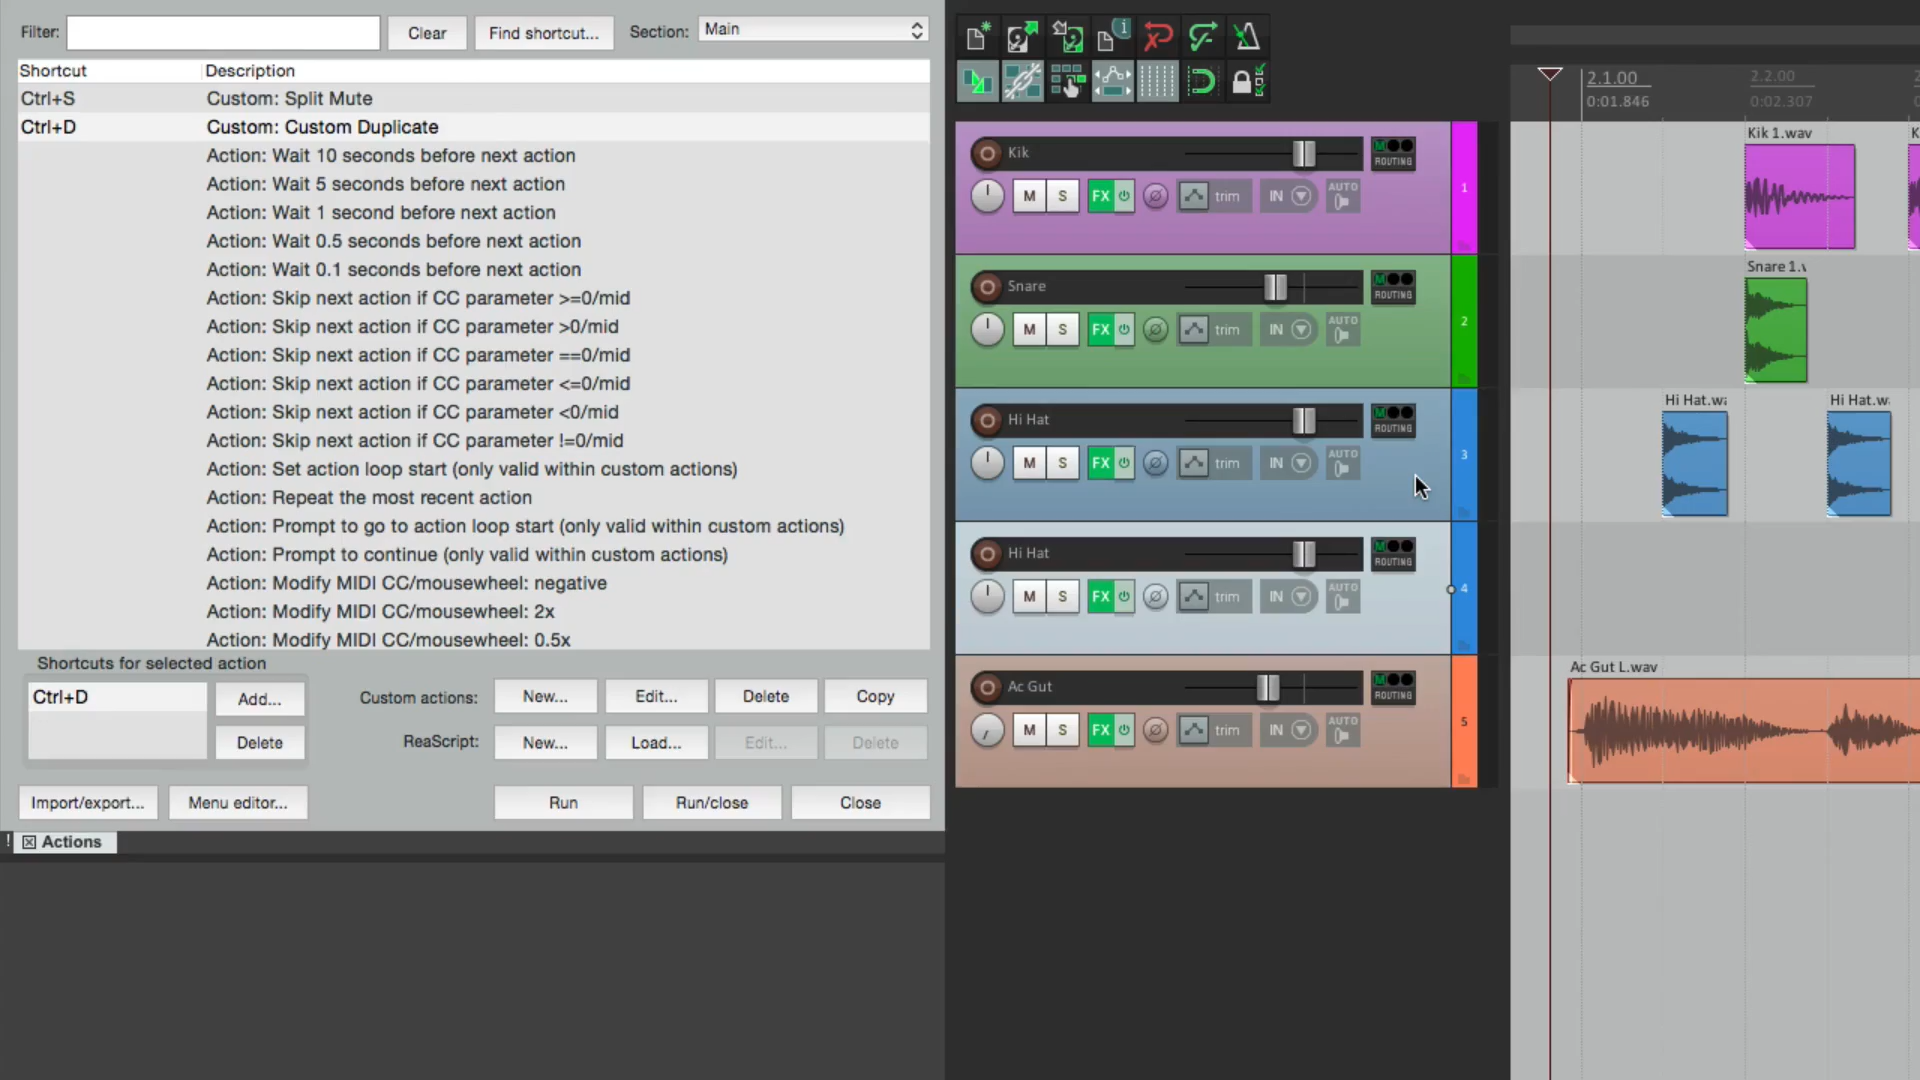 Filter:
Clear
Find shortcut...
Section:
Main
Shortcut
Description
Ctrl+S
Custom: Split Mute
Ctrl+D
Custom: Custom Duplicate
Action: Wait 10 seconds before next action
Action: Wait 5 seconds before next action
Action: Wait 1 second before next action
Action: Wait 0.5 seconds before next action
Action: Wait 0.1 seconds before next action
Action: Skip next action if CC parameter >=0/mid
Action: Skip next action if CC parameter >0/mid
Action: Skip next action if CC parameter ==0/mid
Action: Skip next action if CC parameter <=0/mid
Action: Skip next action if CC parameter <0/mid
Action: Skip next action if CC parameter !=0/mid
Action: Set action loop start (only valid within custom actions)
Action: Repeat the most recent action
Action: Prompt to go to action loop start (only valid within custom actions)
Action: Prompt to continue (only valid within custom actions)
Action: Modify MIDI CC/mousewheel: negative
Action: Modify MIDI CC/mousewheel: 2x
Action: Modify MIDI CC/mousewheel: 0.5x
Shortcuts for selected action
Ctrl+D
Add...
Delete
Custom actions:
New...
Edit...
Delete
Copy
ReaScript:
New...
Load...
Edit...
Delete
Import/export...
Menu editor...
Run
Run/close
Close
! Actions
Kik
ROUTING
M S FX trim IN AUTO
1
Snare
ROUTING
M S FX trim IN AUTO
2
Hi Hat
ROUTING
M S FX trim IN AUTO
3
Hi Hat
ROUTING
M S FX trim IN AUTO
4
Ac Gut
ROUTING
M S FX trim IN AUTO
5
2.1.00
0:01.846
2.2.00
0:02.307
Kik 1.wav
K
Snare 1.
Hi Hat.w
Hi Hat.w
Ac Gut L.wav